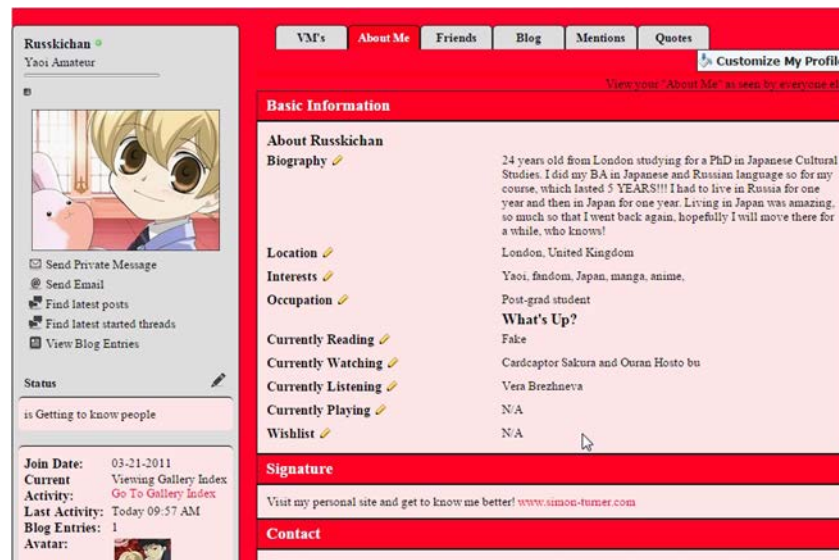 Russkichan
Yaoi Amateur
Send Private Message
Send Email
Find latest posts
Find latest started threads
View Blog Entries
Status
is Getting to know people
Join Date: 03-21-2011
Current Activity: Viewing Gallery Index
Go To Gallery Index
Last Activity: Today 09:57 AM
Blog Entries: 1
Avatar:
VM's About Me Friends Blog Mentions Quotes
Customize My Profile
View your "About Me" as seen by everyone el
Basic Information
About Russkichan
Biography
24 years old from London studying for a PhD in Japanese Cultural
Studies. I did my BA in Japanese and Russian language so for my
course, which lasted 5 YEARS!!! I had to live in Russia for one
year and then in Japan for one year. Living in Japan was amazing,
so much so that I went back again, hopefully I will move there for
a while, who knows!
Location London, United Kingdom
Interests Yaoi, fandom, Japan, manga, anime,
Occupation Post-grad student
What's Up?
Currently Reading Fake
Currently Watching Cardcaptor Sakura and Ouran Hosto bu
Currently Listening Vera Brezhneva
Currently Playing N/A
Wishlist N/A
Signature
Visit my personal site and get to know me better! www.simon-turner.com
Contact